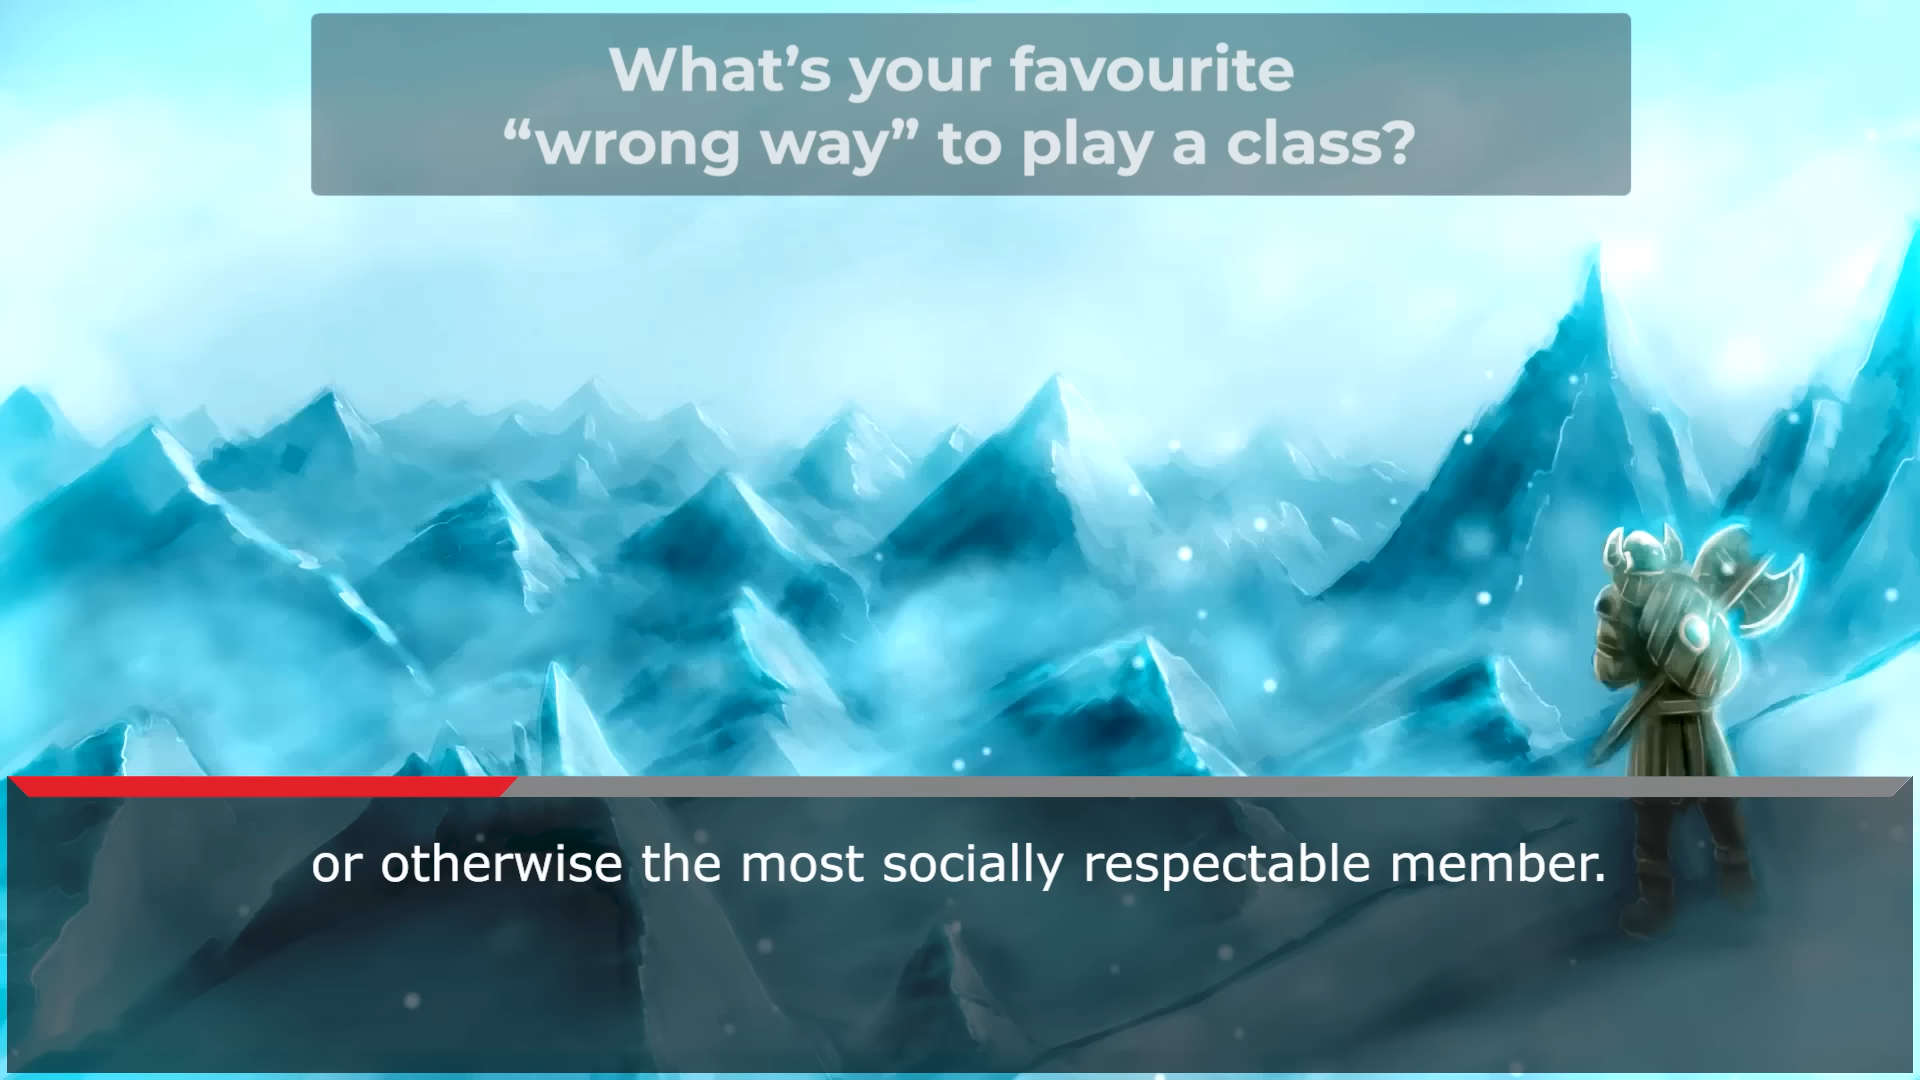 What’s your favourite
“wrong way” to play a class?
or otherwise the most socially respectable member.